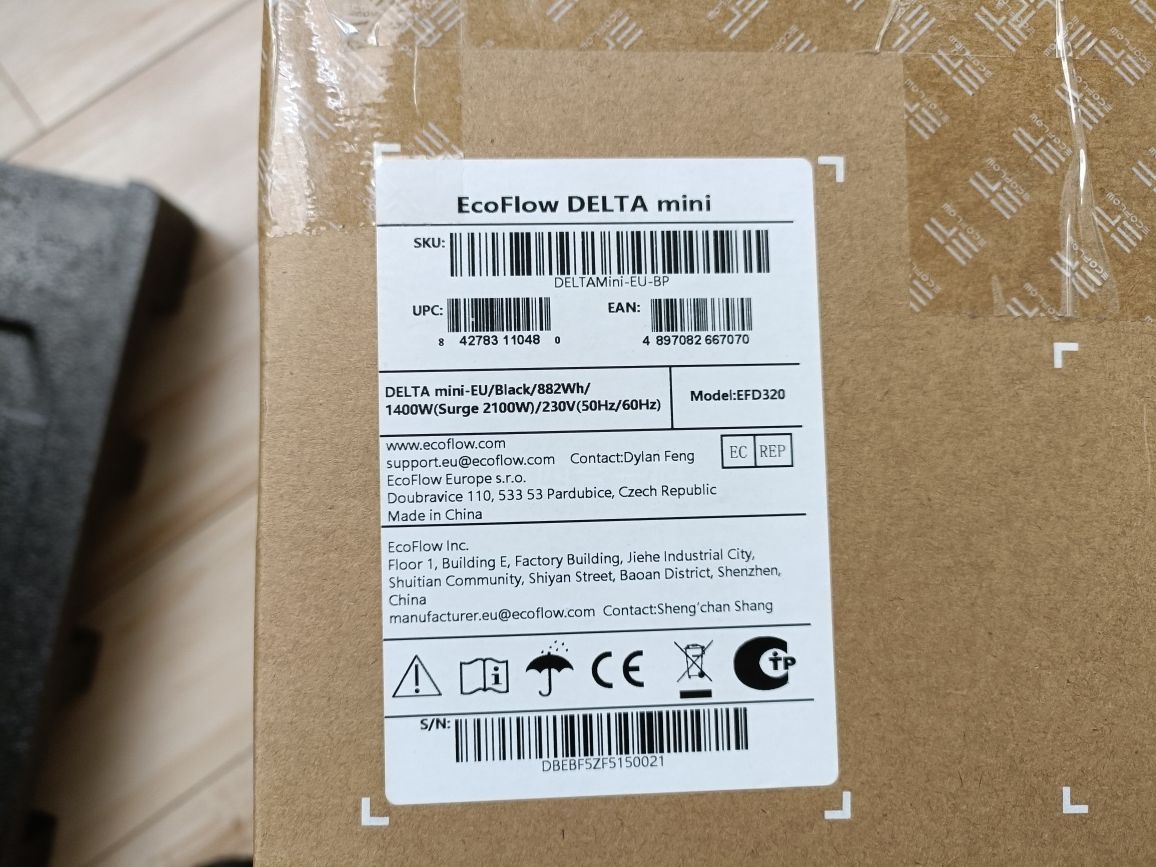 EcoFlow DELTA mini
SKU:
DELTAMini-EU-BP
UPC:
8 42783 11048 0
EAN:
4 897082 667070
DELTA mini-EU/Black/882Wh/
1400W(Surge 2100W)/230V(50Hz/60Hz)
Model:EFD320
www.ecoflow.com
support.eu@ecoflow.com Contact:Dylan Feng
EC REP
EcoFlow Europe s.r.o.
Doubravice 110, 533 53 Pardubice, Czech Republic
Made in China
EcoFlow Inc.
Floor 1, Building E, Factory Building, Jiehe Industrial City,
Shuitian Community, Shiyan Street, Baoan District, Shenzhen,
China
manufacturer.eu@ecoflow.com Contact:Sheng'chan Shang
CE
CTP
S/N:
DBEBF5ZF5150021
ECOFLOW